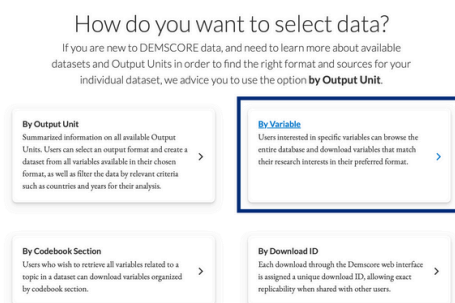 How do you want to select data?
If you are new to DEMSCORE data, and need to learn more about available
datasets and Output Units in order to find the right format and sources for your
individual dataset, we advice you to use the option by Output Unit.
By Output Unit
Summarized information on all available Output
Units. Users can select an output format and create a
dataset from all variables available in their chosen
format, as well as filter the data by relevant criteria
such as countries and years for their analysis.
By Variable
Users interested in specific variables can browse the
entire database and download variables that match
their research interests in their preferred format.
By Codebook Section
Users who wish to retrieve all variables related to a
topic in a dataset can download variables organized
by codebook section.
By Download ID
Each download through the Demscore web interface
is assigned a unique download ID, allowing exact
replicability when shared with other users.